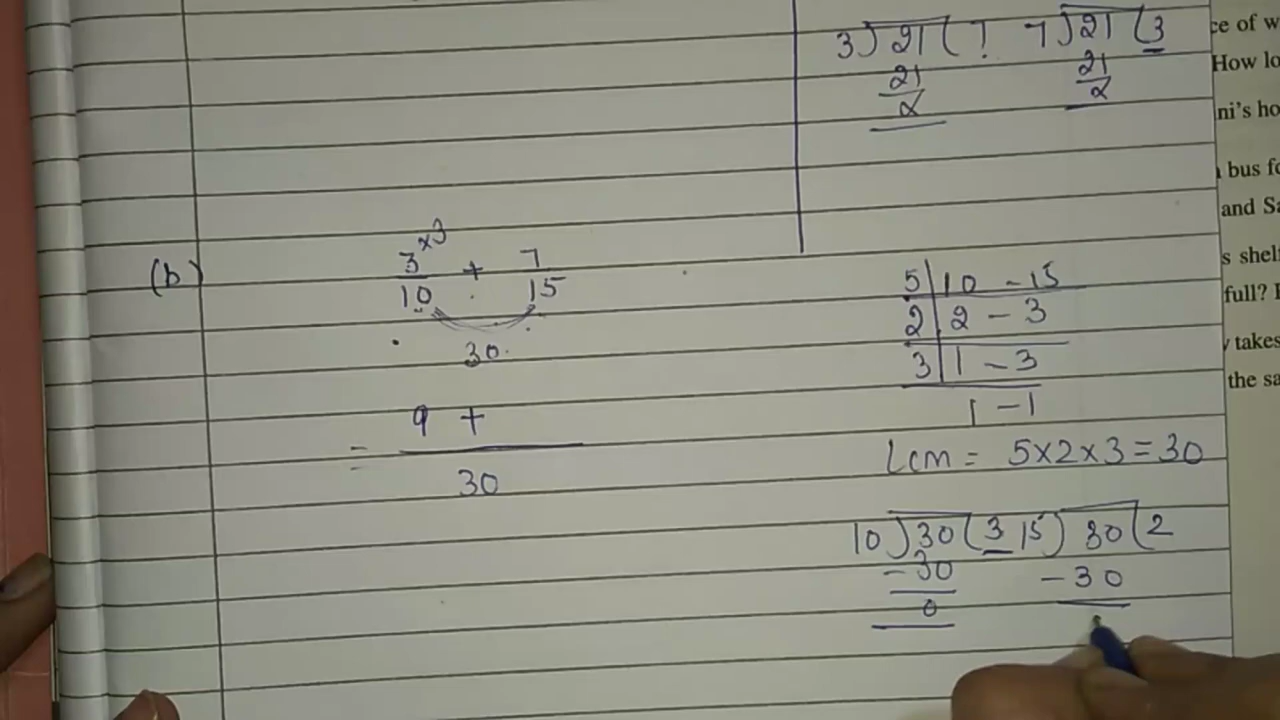 3) 21 ( 7 7) 21 ( 3
21 21
ce of w
How lo
ni's ho
bus fo
and Sa
s shel
full? F
takes
the sa
(b) 3×3/10 + 7/15
30.
= 9 + / 30
5 | 10 - 15
2 | 2 - 3
3 | 1 - 3
1 - 1
Lcm = 5×2×3=30
10) 30 ( 3 15) 30 ( 2
-30 -30
0